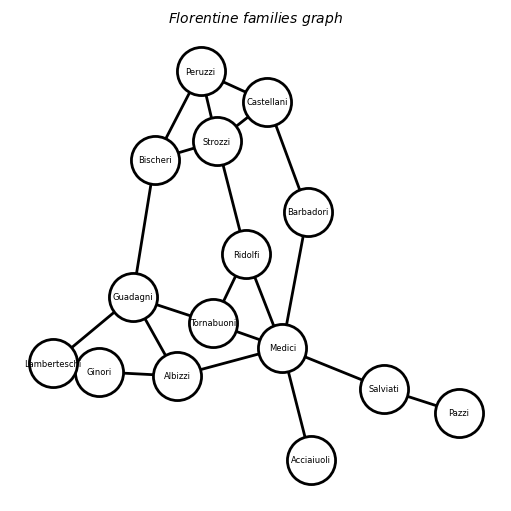 Florentine families graph
Peruzzi
Castellani
Strozzi
Bischeri
Barbadori
Ridolfi
Guadagni
Tornabuoni
Medici
Lamberteschi
Ginori
Albizzi
Salviati
Pazzi
Acciaiuoli